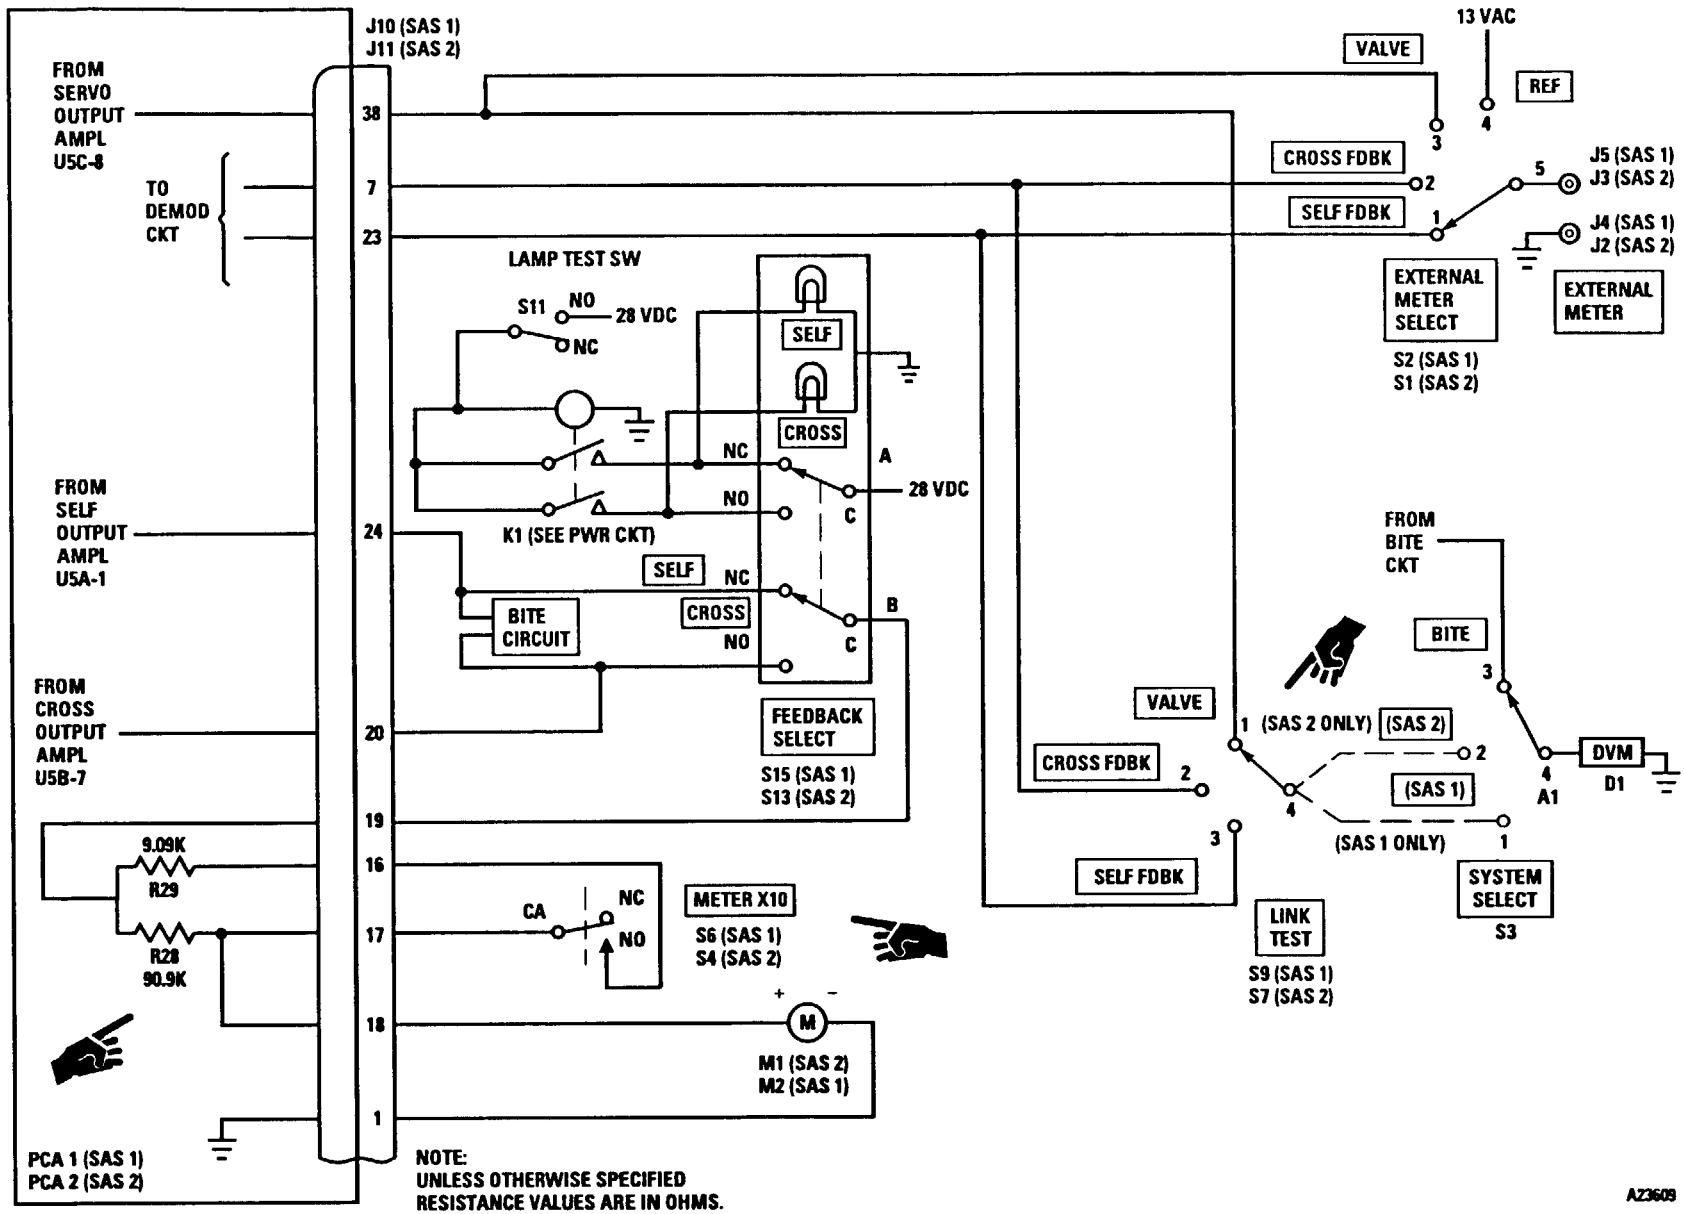 J10 (SAS 1)
J11 (SAS 2)
13 VAC
VALVE
REF
FROM
SERVO
OUTPUT
AMPL
U5C-8
38
3
4
CROSS FDBK
2
5
J5 (SAS 1)
J3 (SAS 2)
TO
DEMOD
CKT
7
SELF FDBK
1
J4 (SAS 1)
J2 (SAS 2)
23
LAMP TEST SW
S11
NO
28 VDC
NC
SELF
EXTERNAL
METER
SELECT
S2 (SAS 1)
S1 (SAS 2)
EXTERNAL
METER
CROSS
NC
A
28 VDC
NO
C
K1 (SEE PWR CKT)
FROM
SELF
OUTPUT
AMPL
U5A-1
24
FROM
BITE
CKT
SELF
NC
CROSS
B
NO
C
BITE
CIRCUIT
BITE
3
FROM
CROSS
OUTPUT
AMPL
U5B-7
20
FEEDBACK
SELECT
S15 (SAS 1)
S13 (SAS 2)
VALVE
1
(SAS 2 ONLY)
(SAS 2)
2
DVM
D1
4
A1
CROSS FDBK
2
4
(SAS 1)
(SAS 1 ONLY)
1
3
SELF FDBK
SYSTEM
SELECT
S3
LINK
TEST
S9 (SAS 1)
S7 (SAS 2)
19
9.09K
R29
16
CA
NC
NO
METER X10
S6 (SAS 1)
S4 (SAS 2)
17
R28
90.9K
18
+
−
M
M1 (SAS 2)
M2 (SAS 1)
1
PCA 1 (SAS 1)
PCA 2 (SAS 2)
NOTE:
UNLESS OTHERWISE SPECIFIED
RESISTANCE VALUES ARE IN OHMS.
A23609